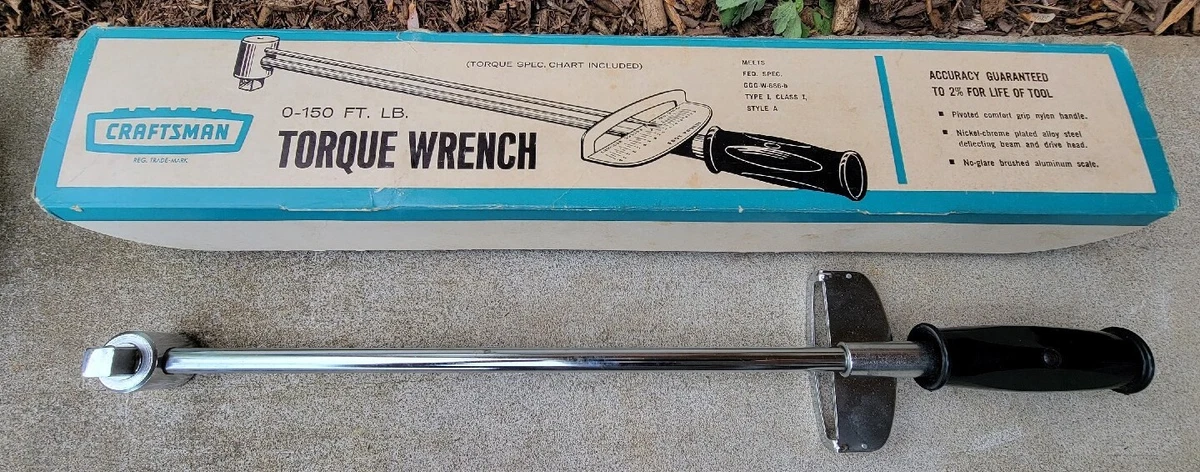 CRAFTSMAN
REG. TRADE-MARK
0-150 FT. LB.
TORQUE WRENCH
(TORQUE SPEC. CHART INCLUDED)
MEETS
FED. SPEC.
GGG-W-686-b
TYPE I, CLASS I,
STYLE A
ACCURACY GUARANTEED
TO 2% FOR LIFE OF TOOL
■ Pivoted comfort grip nylon handle.
■ Nickel-chrome plated alloy steel
deflecting beam and drive head.
■ No-glare brushed aluminum scale.